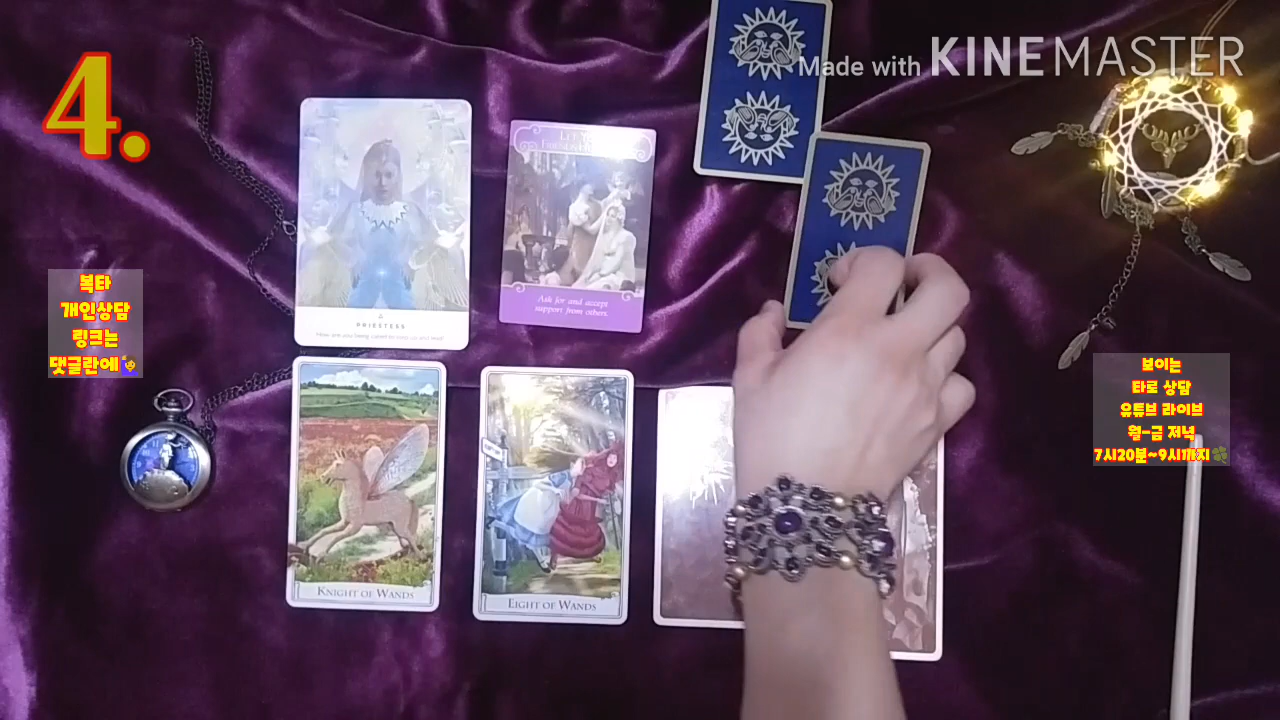 4.
Made with KINEMASTER
PRIESTESS
Ask for and accept
support from others.
복타
개인상담
링크는
댓글란에🙋‍♀️
보이는
타로 상담
유튜브 라이브
월-금 저녁
7시20분~9시까지🍀
KNIGHT OF WANDS
EIGHT OF WANDS